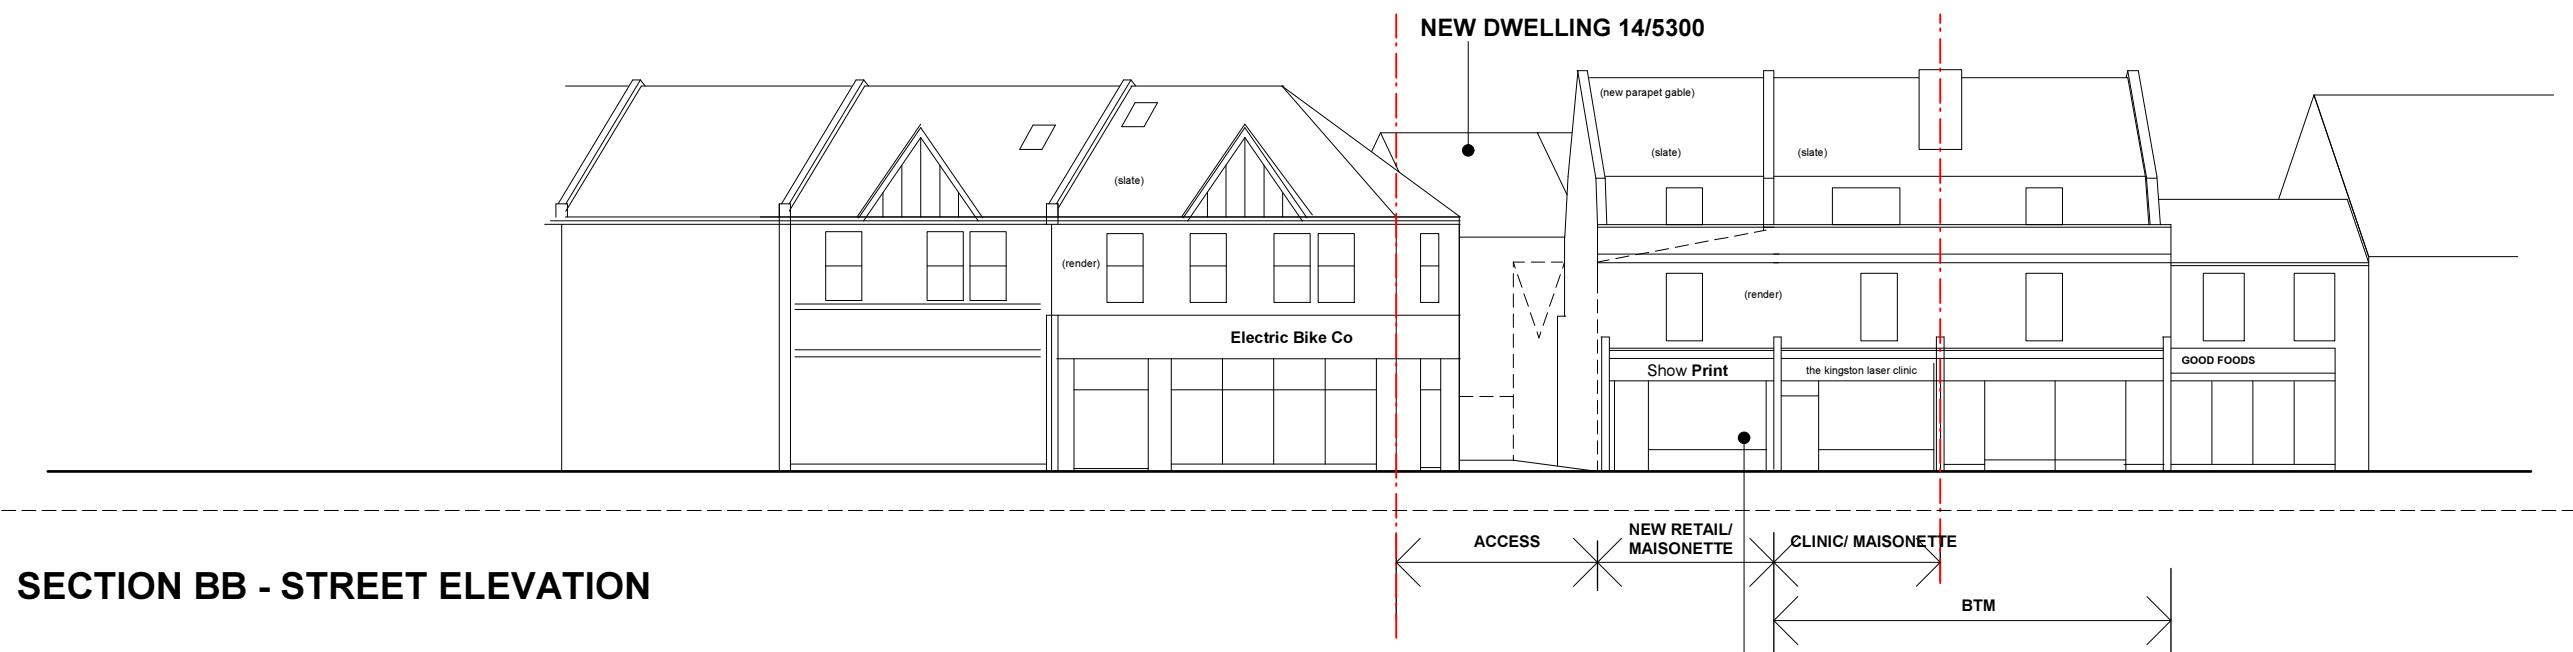 NEW DWELLING 14/5300
(new parapet gable)
(slate)
(slate)
(slate)
(render)
(render)
Electric Bike Co
Show Print
the kingston laser clinic
GOOD FOODS
ACCESS
NEW RETAIL/
MAISONETTE
CLINIC/ MAISONETTE
BTM
SECTION BB - STREET ELEVATION